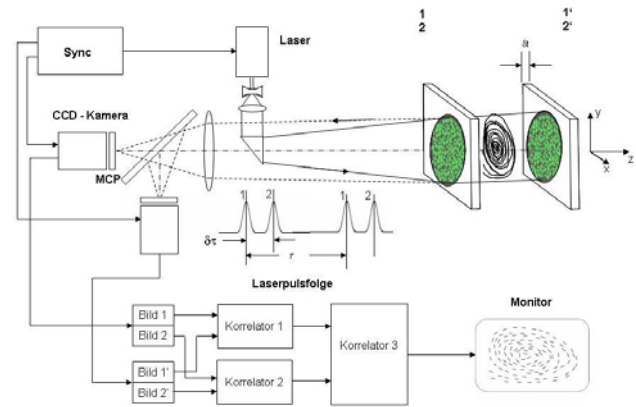 1
2
1'
2'
Sync
Laser
a
CCD - Kamera
y
z
x
MCP
1
2
1
2
δτ
τ
Laserpulsfolge
Monitor
Bild 1
Bild 2
Korrelator 1
Korrelator 3
Bild 1'
Bild 2'
Korrelator 2